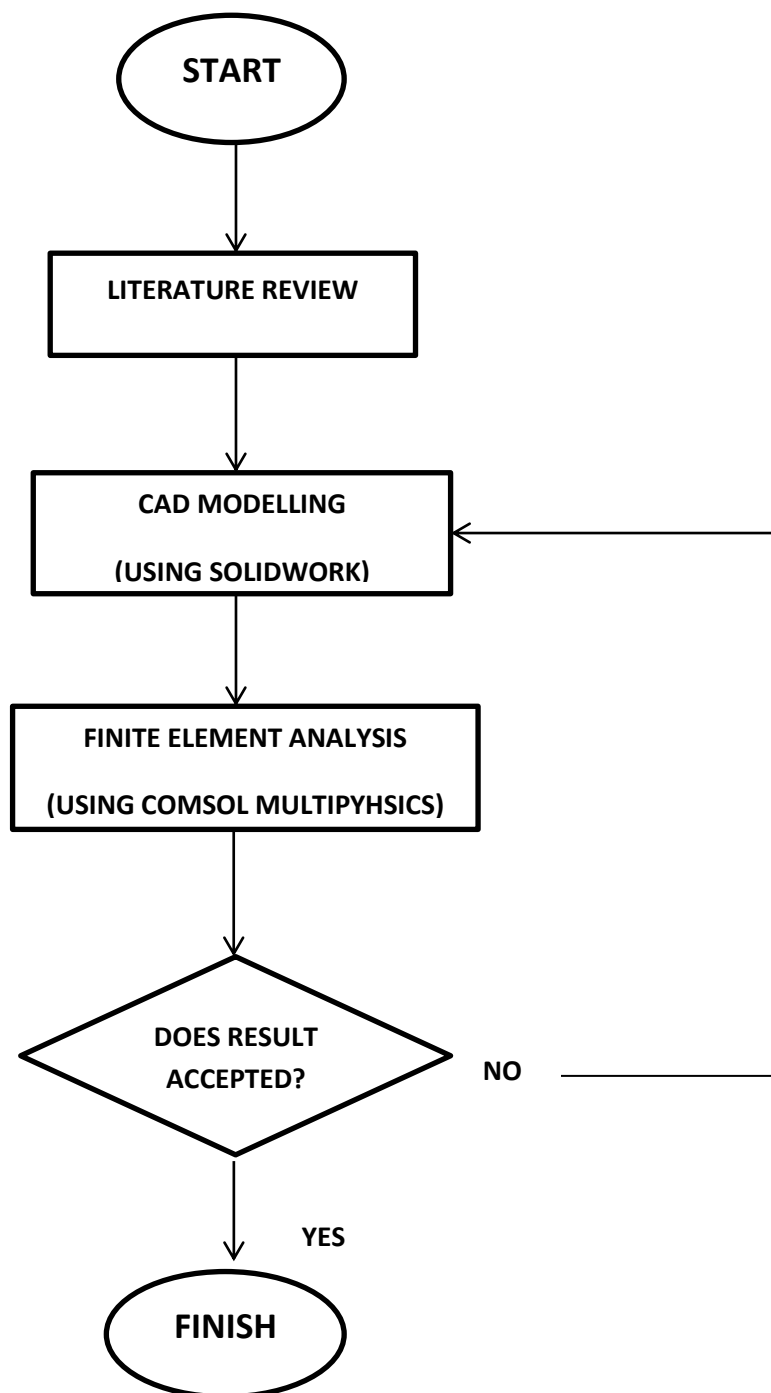 START
LITERATURE REVIEW
CAD MODELLING
(USING SOLIDWORK)
FINITE ELEMENT ANALYSIS
(USING COMSOL MULTIPYHSICS)
DOES RESULT
ACCEPTED?
NO
YES
FINISH